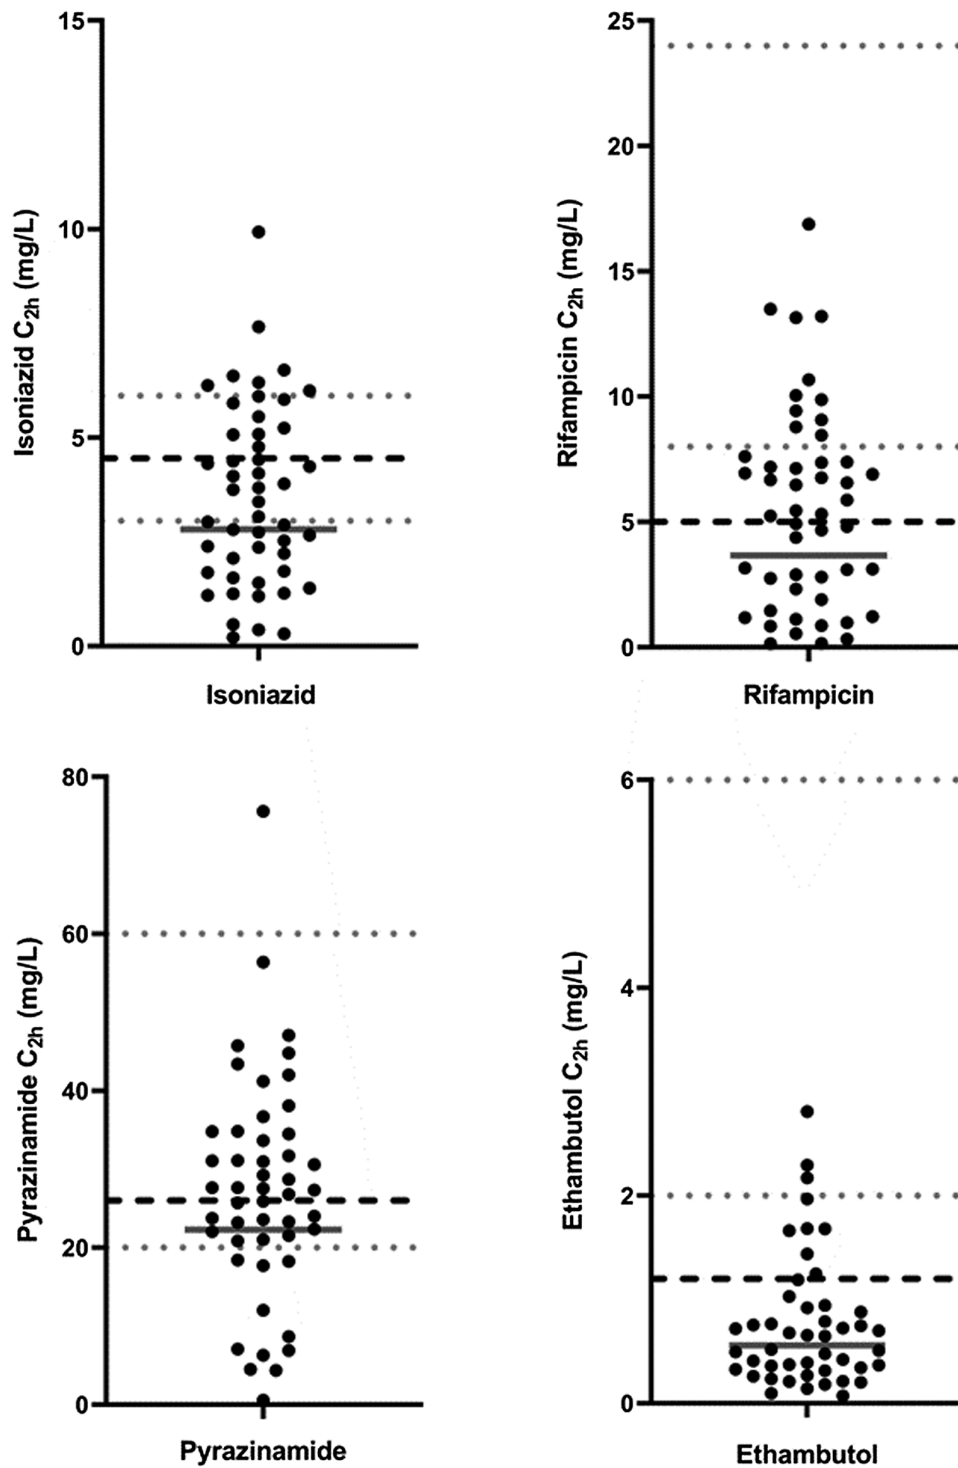 15
10
5
0
Isoniazid C2h (mg/L)
Isoniazid
25
20
15
10
5
0
Rifampicin C2h (mg/L)
Rifampicin
80
60
40
20
0
Pyrazinamide C2h (mg/L)
Pyrazinamide
6
4
2
0
Ethambutol C2h (mg/L)
Ethambutol